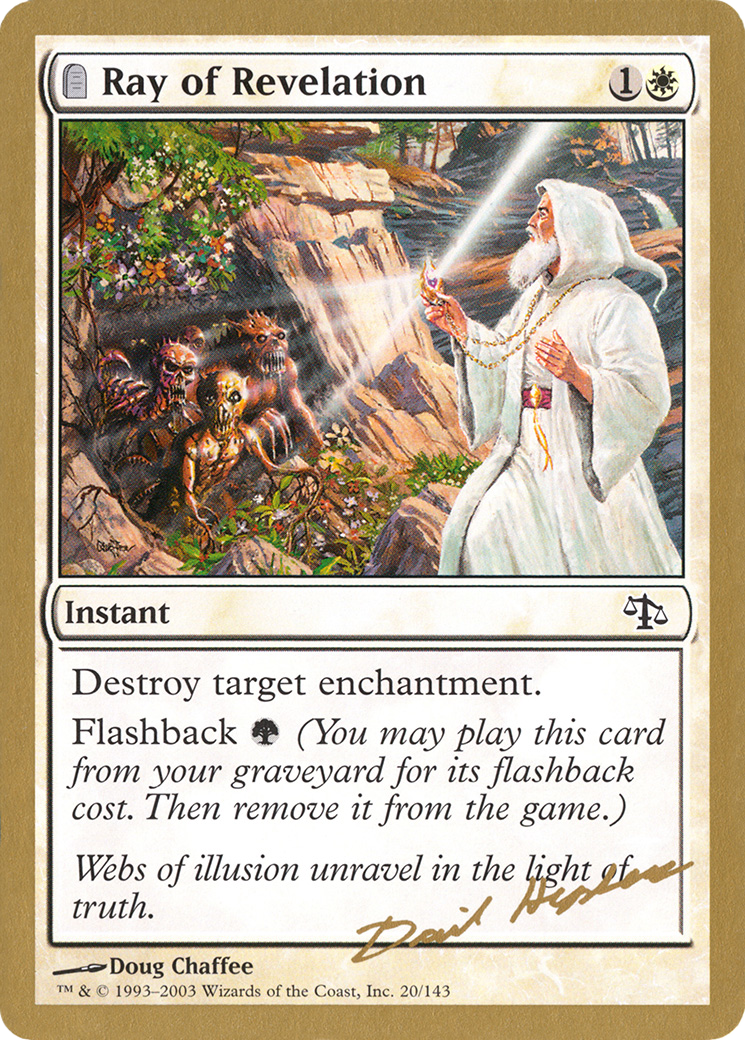 Ray of Revelation 1
Instant
Destroy target enchantment.
Flashback (You may play this card
from your graveyard for its flashback
cost. Then remove it from the game.)
Webs of illusion unravel in the light of
truth.
Doug Chaffee
™ & © 1993–2003 Wizards of the Coast, Inc. 20/143